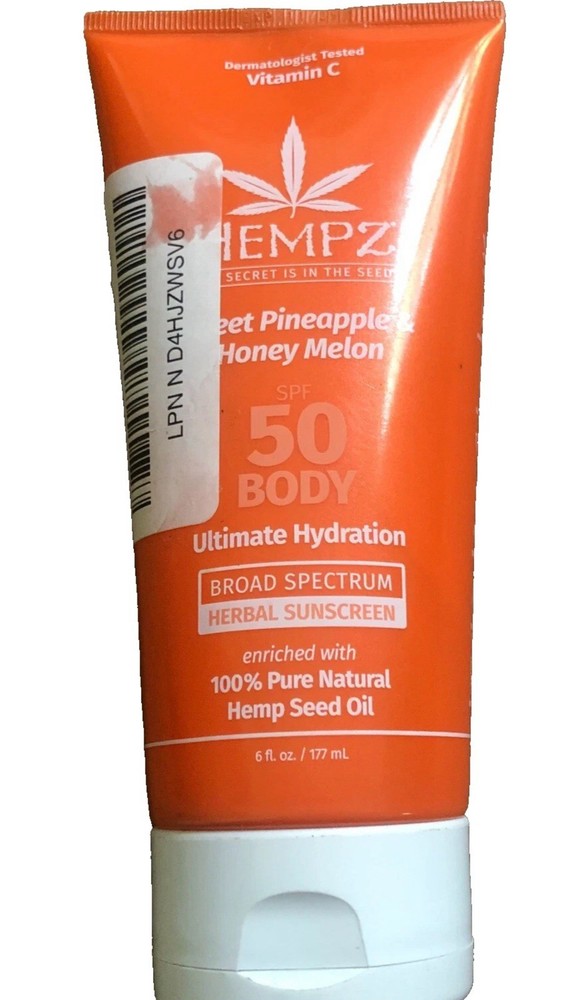 Dermatologist Tested
Vitamin C
HEMPZ
SECRET IS IN THE SEED
Pineapple &
Honey Melon
SPF
50
BODY
Ultimate Hydration
BROAD SPECTRUM
HERBAL SUNSCREEN
enriched with
100% Pure Natural
Hemp Seed Oil
6 fl. oz. / 177 mL
LPN N D4HJZWSV6